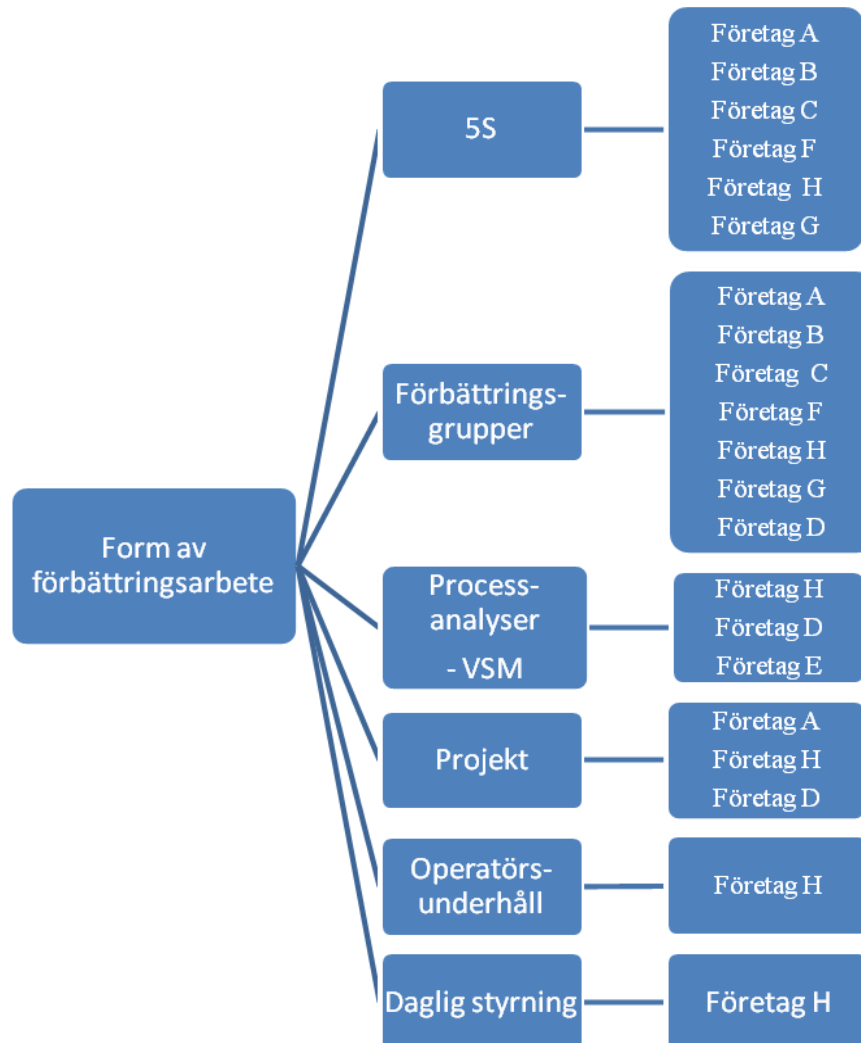 Form av
förbättringsarbete
5S
Företag A
Företag B
Företag C
Företag F
Företag H
Företag G
Förbättrings-
grupper
Företag A
Företag B
Företag C
Företag F
Företag H
Företag G
Företag D
Process-
analyser
- VSM
Företag H
Företag D
Företag E
Projekt
Företag A
Företag H
Företag D
Operatörs-
underhåll
Företag H
Daglig styrning
Företag H